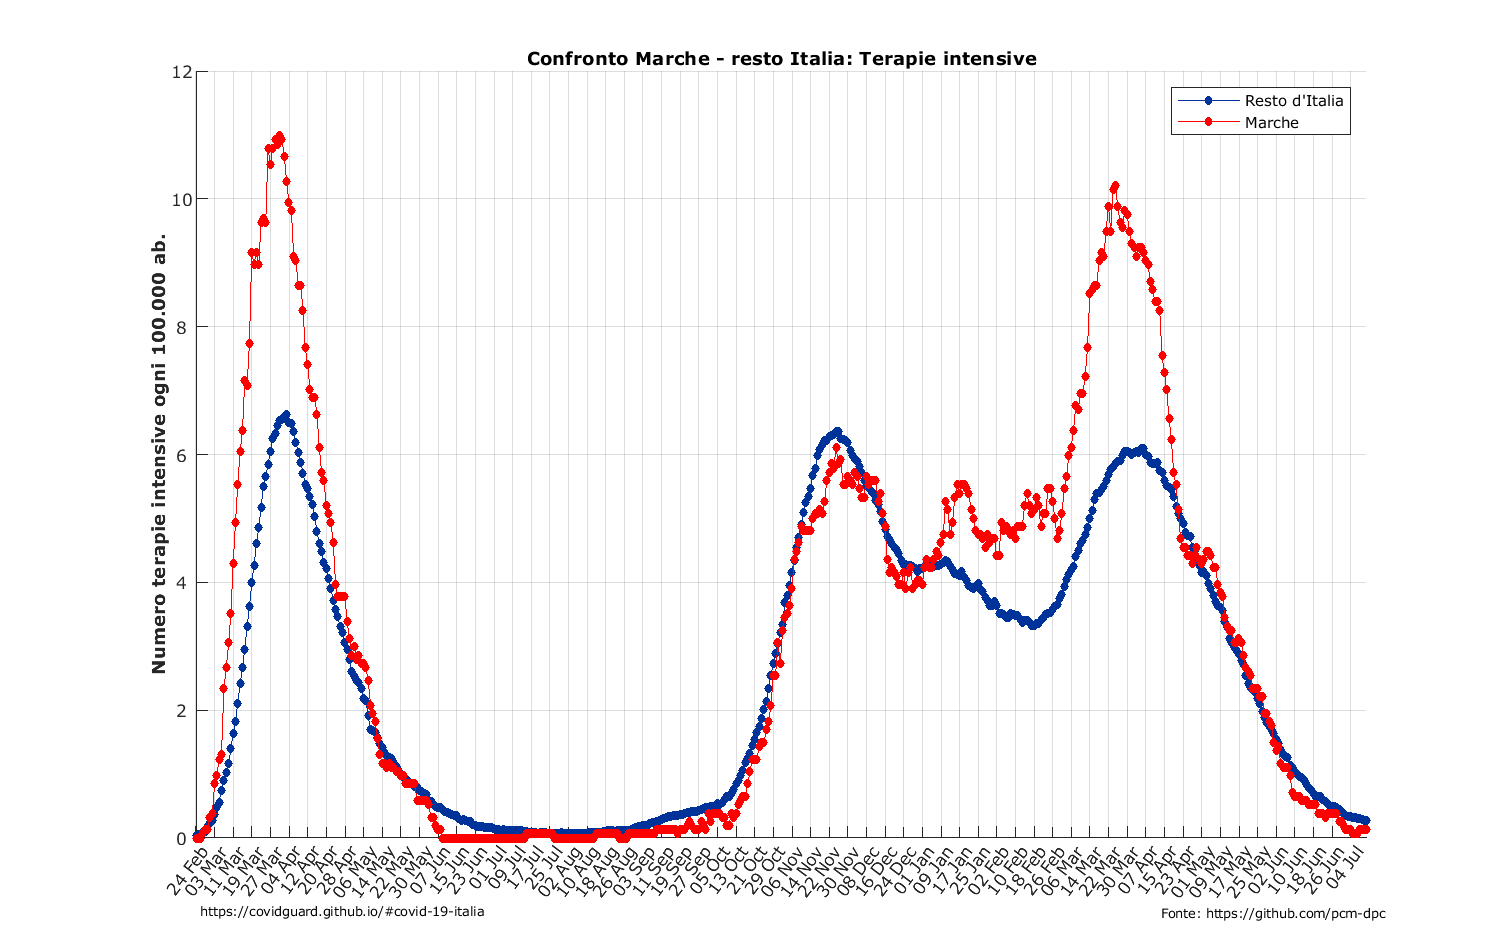 Confronto Marche - resto Italia: Terapie intensive
Numero terapie intensive ogni 100.000 ab.
12
10
8
6
4
2
0
Resto d'Italia
Marche
24 Feb
03 Mar
11 Mar
19 Mar
27 Mar
04 Apr
12 Apr
20 Apr
28 Apr
06 May
14 May
22 May
30 May
07 Jun
15 Jun
23 Jun
01 Jul
09 Jul
17 Jul
25 Jul
02 Aug
10 Aug
18 Aug
26 Aug
03 Sep
11 Sep
19 Sep
27 Sep
05 Oct
13 Oct
21 Oct
29 Oct
06 Nov
14 Nov
22 Nov
30 Nov
08 Dec
16 Dec
24 Dec
01 Jan
09 Jan
17 Jan
25 Jan
02 Feb
10 Feb
18 Feb
26 Feb
06 Mar
14 Mar
22 Mar
30 Mar
07 Apr
15 Apr
23 Apr
01 May
09 May
17 May
25 May
02 Jun
10 Jun
18 Jun
26 Jun
04 Jul
https://covidguard.github.io/#covid-19-italia
Fonte: https://github.com/pcm-dpc